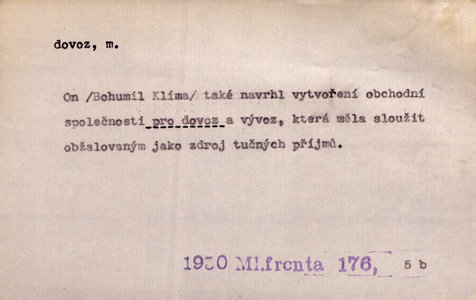 dovoz, m.
On /Bohumil Klíma/ také navrhl vytvoření obchodní
společnosti pro dovoz a vývoz, která měla sloužit
obžalovaným jako zdroj tučných příjmů.
1950 Ml.fronta 176, 5 b